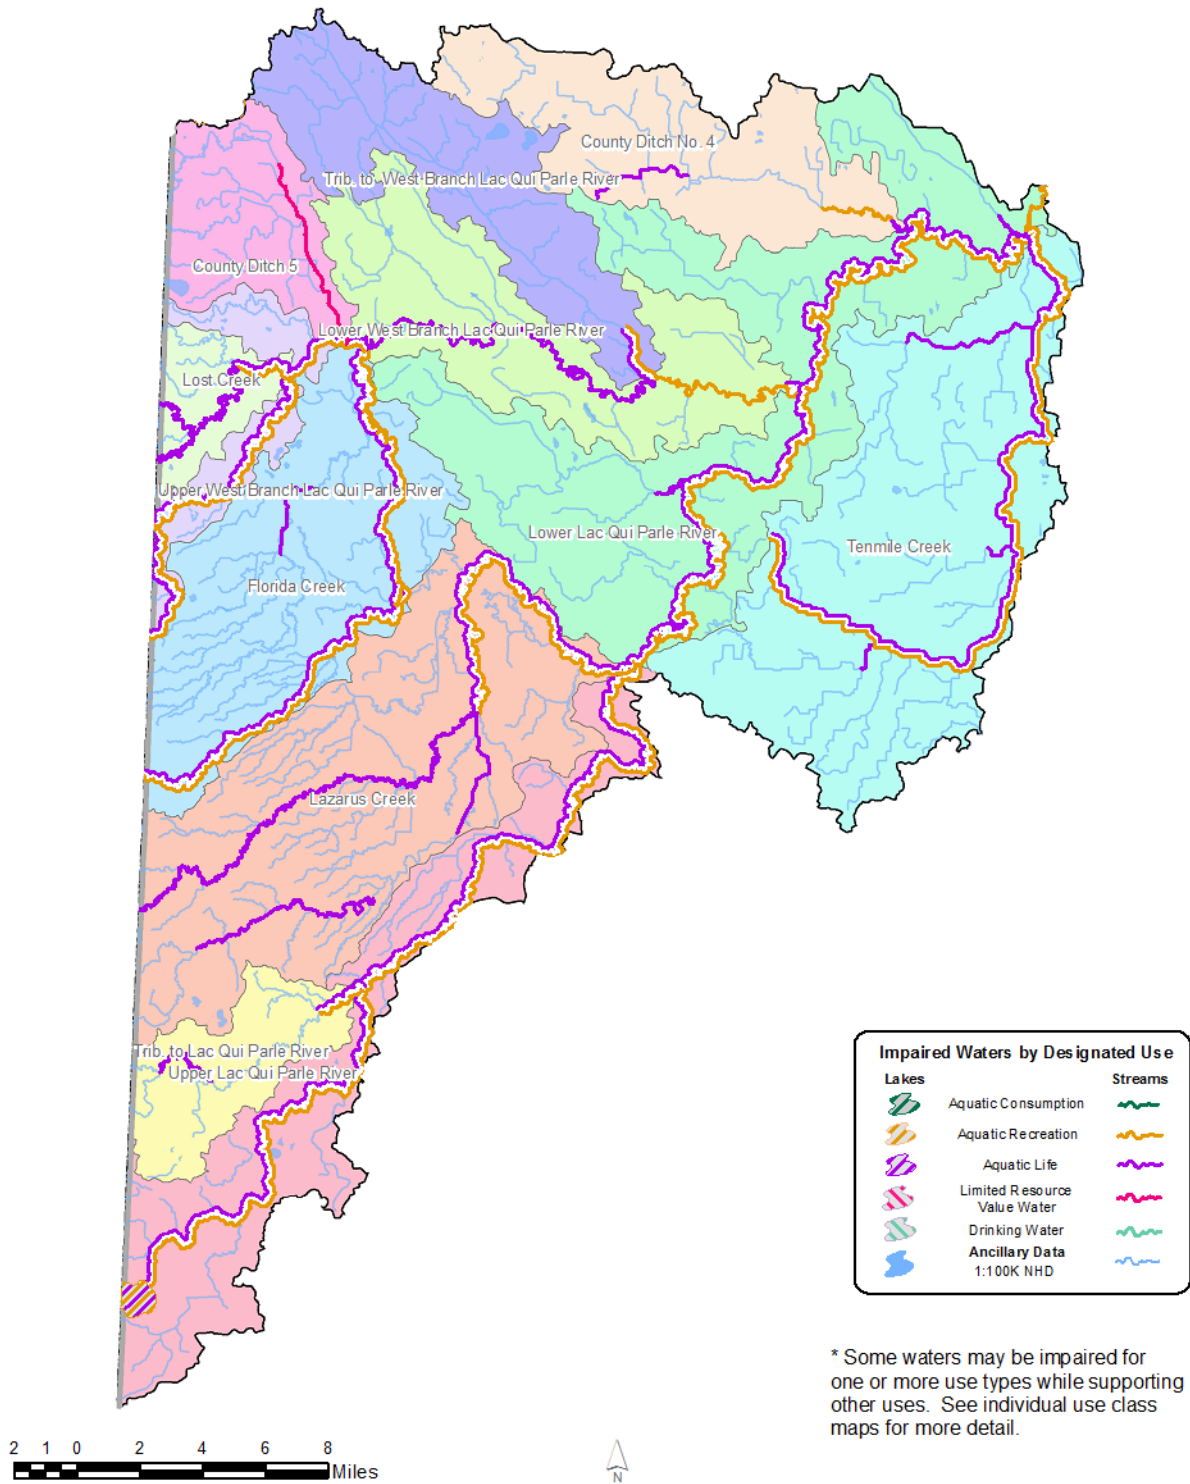 County Ditch No. 4
Trib. to West Branch Lac Qui Parle River
County Ditch 5
Lower West Branch Lac Qui Parle River
Lost Creek
Upper West Branch Lac Qui Parle River
Lower Lac Qui Parle River
Tenmile Creek
Florida Creek
Lazarus Creek
Trib. to Lac Qui Parle River
Upper Lac Qui Parle River
Impaired Waters by Designated Use
Lakes Streams
Aquatic Consumption
Aquatic Recreation
Aquatic Life
Limited Resource
Value Water
Drinking Water
Ancillary Data
1:100K NHD
* Some waters may be impaired for
one or more use types while supporting
other uses. See individual use class
maps for more detail.
2 1 0 2 4 6 8
Miles
N